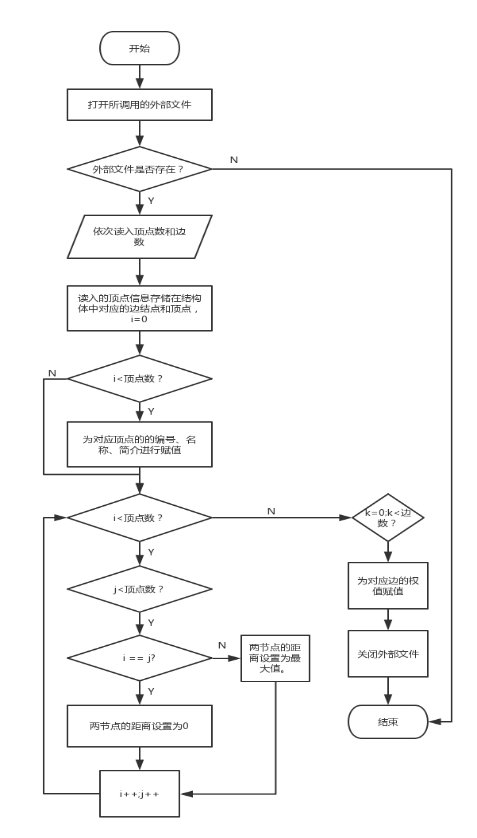 开始
打开所调用的外部文件
外部文件是否存在？
N
Y
依次读入顶点数和边
数
读入的顶点信息存储在结构
体中对应的边结点和顶点，
i=0
i<顶点数？
N
Y
为对应顶点的的编号、名
称、简介进行赋值
i<顶点数？
N
k=0;k<边
数？
Y
为对应边的权
值赋值
j<顶点数？
Y
i == j?
N
两节点的距
商设置为最
大值。
关闭外部文件
Y
两节点的距商设置为0
结束
i++;j++